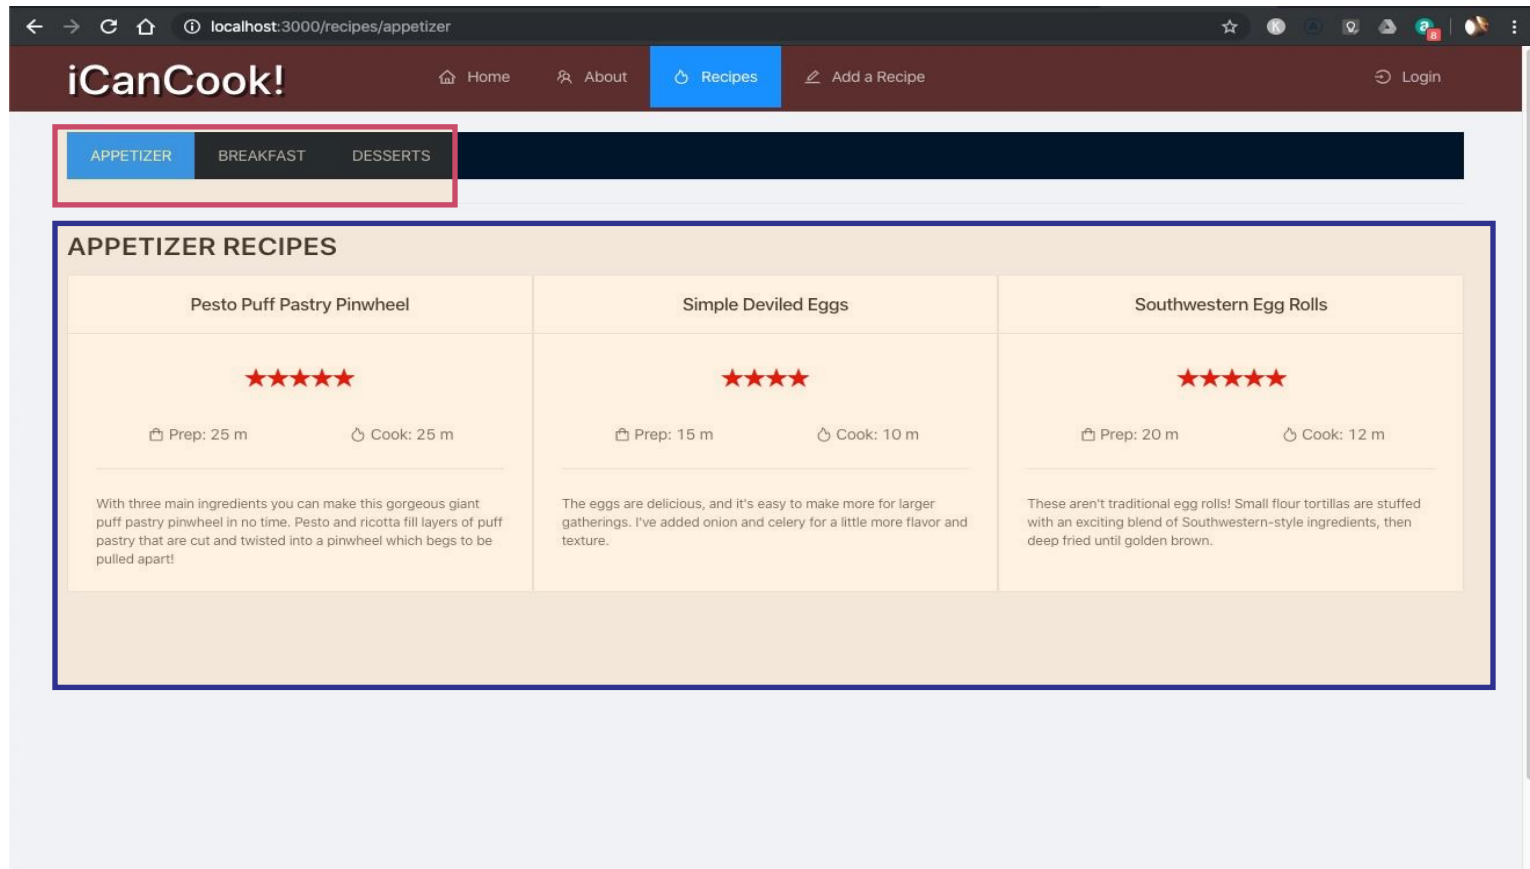 localhost:3000/recipes/appetizer
8
iCanCook!
Home
About
Recipes
Add a Recipe
Login
APPETIZER
BREAKFAST
DESSERTS
APPETIZER RECIPES
Pesto Puff Pastry Pinwheel
Prep: 25 m
Cook: 25 m
With three main ingredients you can make this gorgeous giant
puff pastry pinwheel in no time. Pesto and ricotta fill layers of puff
pastry that are cut and twisted into a pinwheel which begs to be
pulled apart!
Simple Deviled Eggs
Prep: 15 m
Cook: 10 m
The eggs are delicious, and it's easy to make more for larger
gatherings. I've added onion and celery for a little more flavor and
texture.
Southwestern Egg Rolls
Prep: 20 m
Cook: 12 m
These aren't traditional egg rolls! Small flour tortillas are stuffed
with an exciting blend of Southwestern-style ingredients, then
deep fried until golden brown.